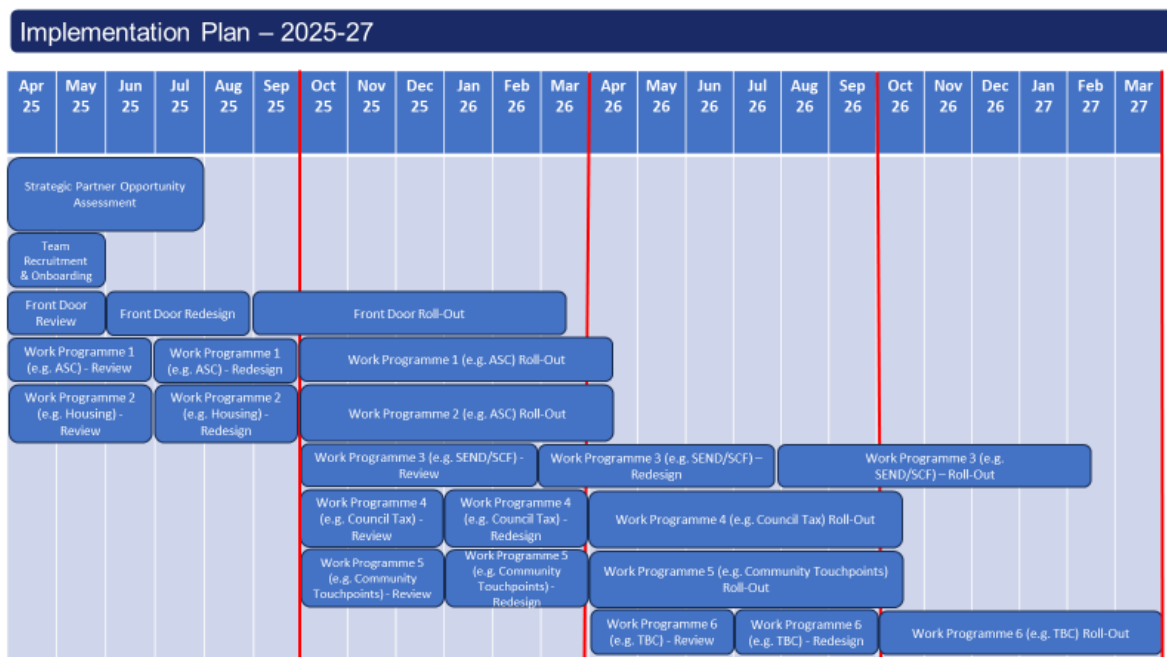 Implementation Plan – 2025-27
Apr May Jun Jul Aug Sep Oct Nov Dec Jan Feb Mar Apr May Jun Jul Aug Sep Oct Nov Dec Jan Feb Mar
25 25 25 25 25 25 25 25 25 26 26 26 26 26 26 26 26 26 26 26 26 27 27 27
Strategic Partner Opportunity
Assessment
Team
Recruitment
& Onboarding
Front Door
Review
Front Door Redesign
Front Door Roll-Out
Work Programme 1
(e.g. ASC) - Review
Work Programme 1
(e.g. ASC) - Redesign
Work Programme 1 (e.g. ASC) Roll-Out
Work Programme 2
(e.g. Housing) -
Review
Work Programme 2
(e.g. Housing) -
Redesign
Work Programme 2 (e.g. ASC) Roll-Out
Work Programme 3 (e.g. SEND/SCF) -
Review
Work Programme 3 (e.g. SEND/SCF) –
Redesign
Work Programme 3 (e.g.
SEND/SCF) – Roll-Out
Work Programme 4
(e.g. Council Tax) -
Review
Work Programme 4
(e.g. Council Tax) -
Redesign
Work Programme 4 (e.g. Council Tax) Roll-Out
Work Programme 5
(e.g. Community
Touchpoints) - Review
Work Programme 5
(e.g. Community
Touchpoints) -
Redesign
Work Programme 5 (e.g. Community Touchpoints)
Roll-Out
Work Programme 6
(e.g. TBC) - Review
Work Programme 6
(e.g. TBC) - Redesign
Work Programme 6 (e.g. TBC) Roll-Out